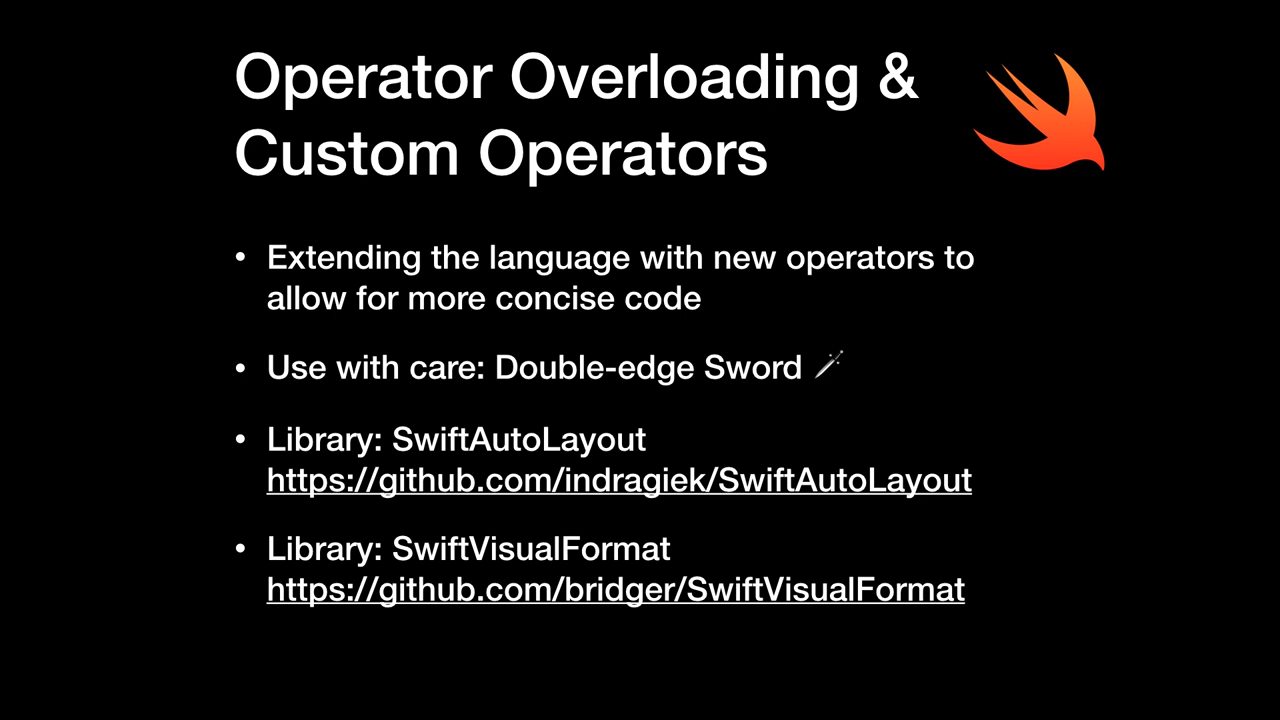 Operator Overloading &
Custom Operators
• Extending the language with new operators to
allow for more concise code
• Use with care: Double-edge Sword 🗡
• Library: SwiftAutoLayout
https://github.com/indragiek/SwiftAutoLayout
• Library: SwiftVisualFormat
https://github.com/bridger/SwiftVisualFormat